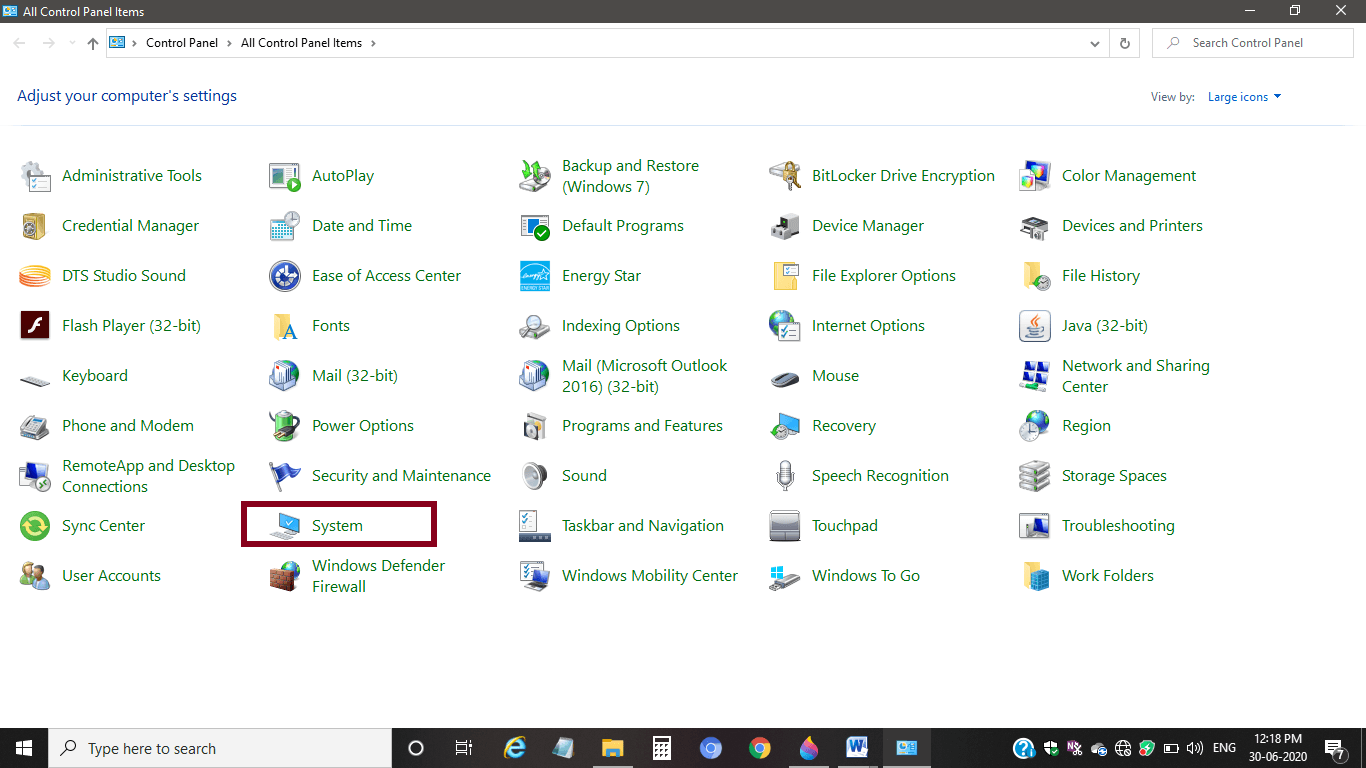 All Control Panel Items
Control Panel
All Control Panel Items
Search Control Panel
Adjust your computer's settings
View by:
Large icons
Administrative Tools
AutoPlay
Backup and Restore
(Windows 7)
BitLocker Drive Encryption
Color Management
Credential Manager
Date and Time
Default Programs
Device Manager
Devices and Printers
DTS Studio Sound
Ease of Access Center
Energy Star
File Explorer Options
File History
Flash Player (32-bit)
Fonts
Indexing Options
Internet Options
Java (32-bit)
Keyboard
Mail (32-bit)
Mail (Microsoft Outlook
2016) (32-bit)
Mouse
Network and Sharing
Center
Phone and Modem
Power Options
Programs and Features
Recovery
Region
RemoteApp and Desktop
Connections
Security and Maintenance
Sound
Speech Recognition
Storage Spaces
Sync Center
System
Taskbar and Navigation
Touchpad
Troubleshooting
User Accounts
Windows Defender
Firewall
Windows Mobility Center
Windows To Go
Work Folders
Type here to search
ENG
12:18 PM
30-06-2020
7